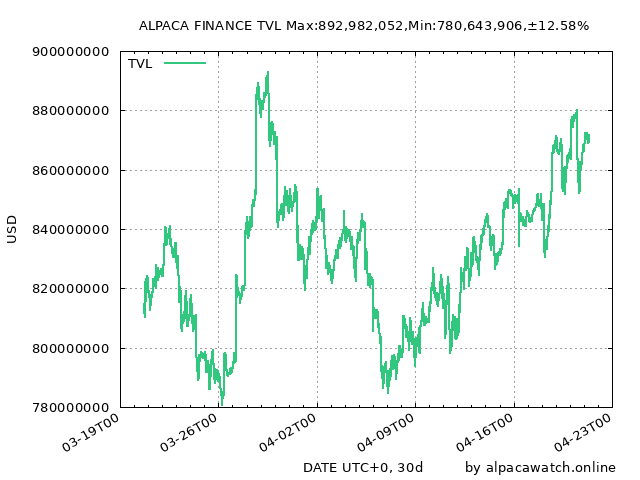 ALPACA FINANCE TVL Max:892,982,052,Min:780,643,906,±12.58%
900000000
TVL
880000000
860000000
840000000
USD
820000000
800000000
780000000
03-19T00
03-26T00
04-02T00
04-09T00
04-16T00
04-23T00
DATE UTC+0, 30d
by alpacawatch.online